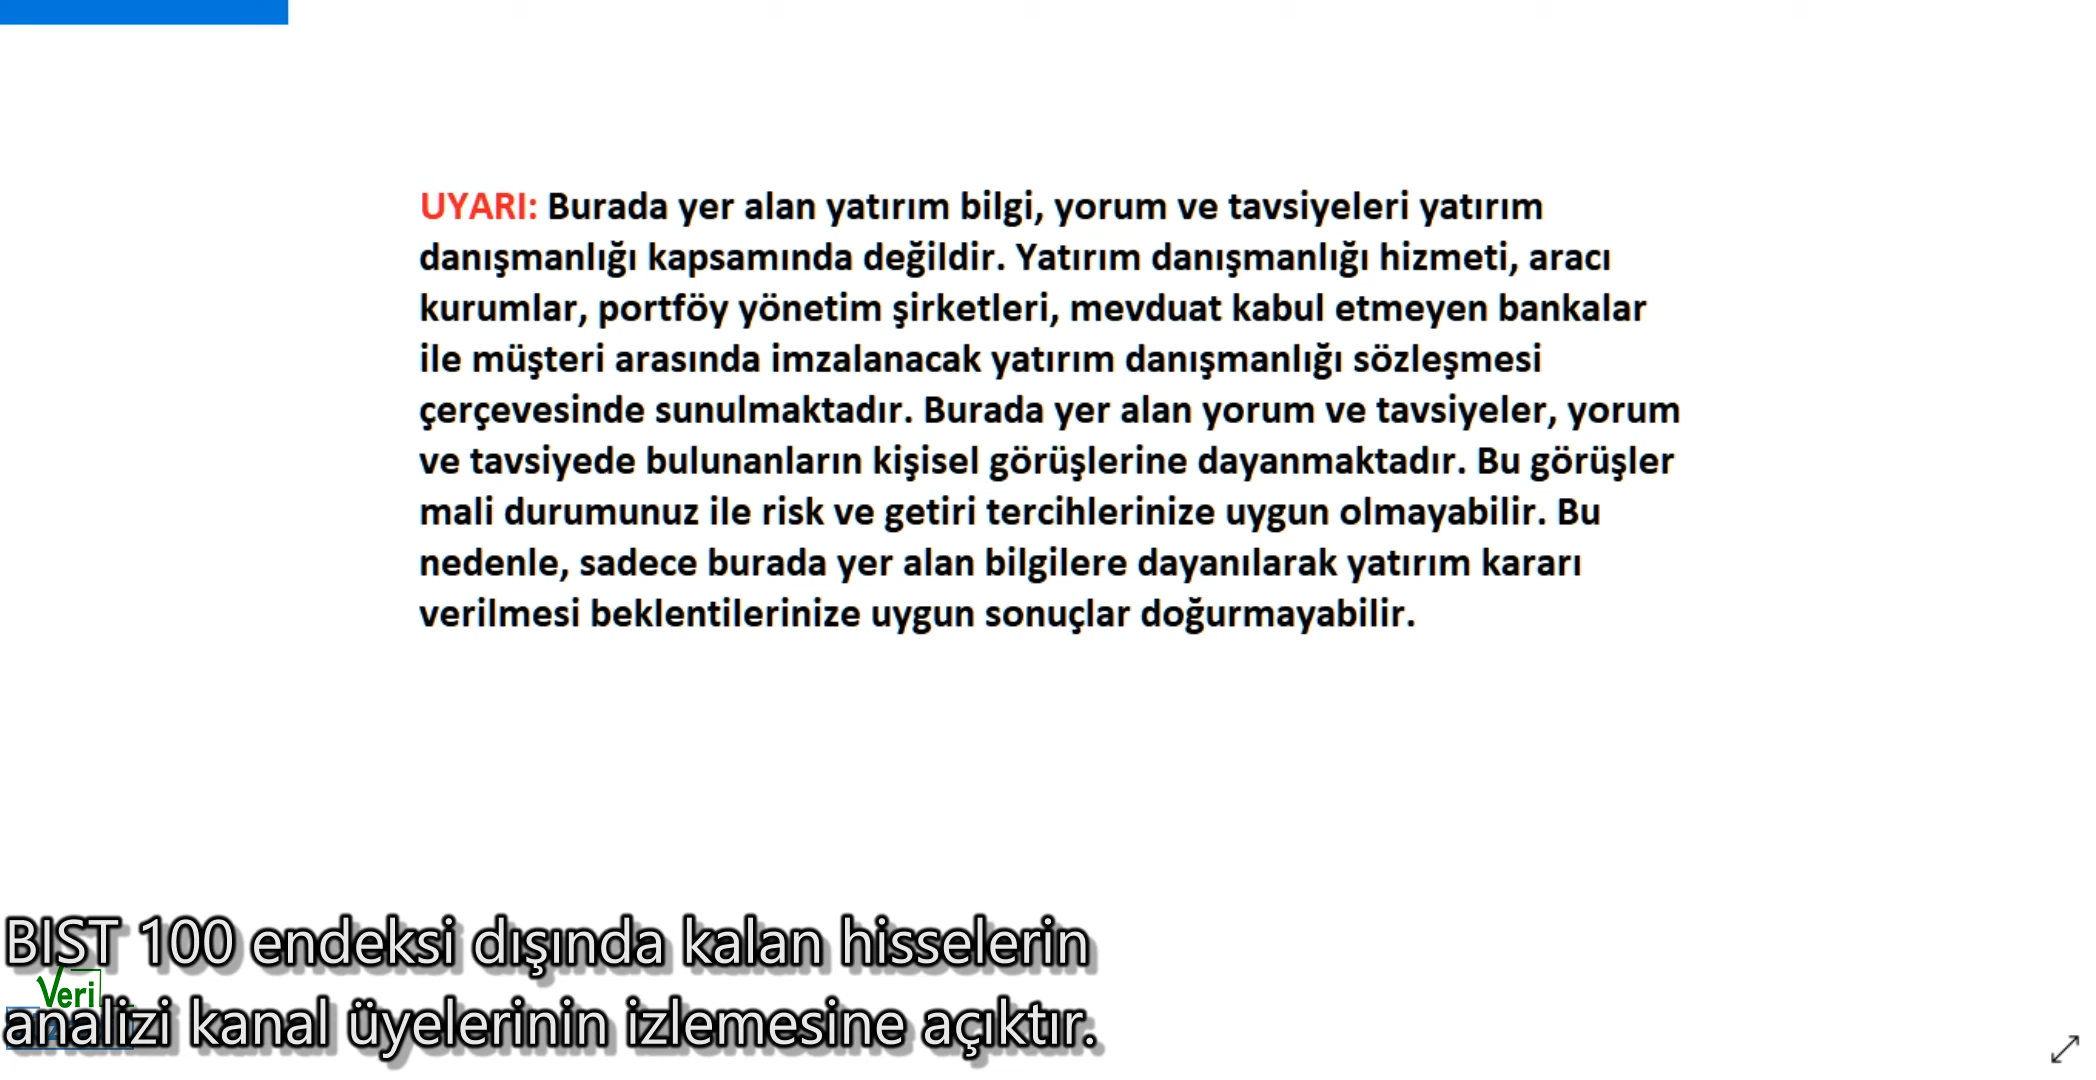 UYARI: Burada yer alan yatırım bilgi, yorum ve tavsiyeleri yatırım
danışmanlığı kapsamında değildir. Yatırım danışmanlığı hizmeti, aracı
kurumlar, portföy yönetim şirketleri, mevduat kabul etmeyen bankalar
ile müşteri arasında imzalanacak yatırım danışmanlığı sözleşmesi
çerçevesinde sunulmaktadır. Burada yer alan yorum ve tavsiyeler, yorum
ve tavsiyede bulunanların kişisel görüşlerine dayanmaktadır. Bu görüşler
mali durumunuz ile risk ve getiri tercihlerinize uygun olmayabilir. Bu
nedenle, sadece burada yer alan bilgilere dayanılarak yatırım kararı
verilmesi beklentilerinize uygun sonuçlar doğurmayabilir.
BIST 100 endeksi dışında kalan hisselerin
Veri
analizi kanal üyelerinin izlemesine açıktır.